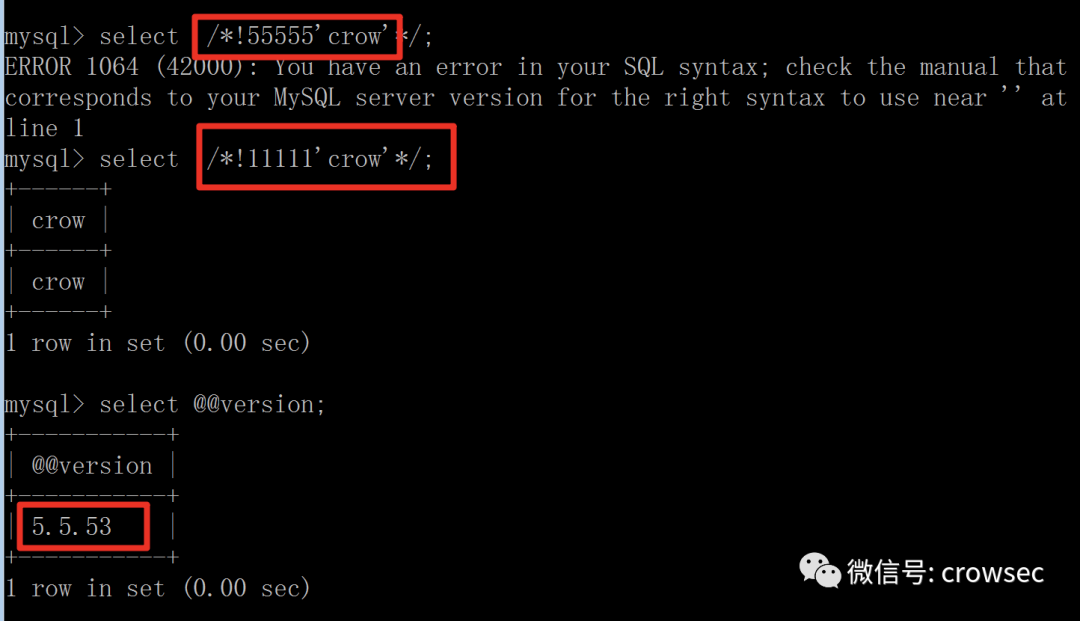 mysql> select /*!55555'crow'*/;
ERROR 1064 (42000): You have an error in your SQL syntax; check the manual that
corresponds to your MySQL server version for the right syntax to use near '' at
line 1
mysql> select /*!11111'crow'*/;
+------+
| crow |
+------+
| crow |
+------+
1 row in set (0.00 sec)
mysql> select @@version;
+-----------+
| @@version |
+-----------+
| 5.5.53    |
+-----------+
1 row in set (0.00 sec)
微信号: crowsec